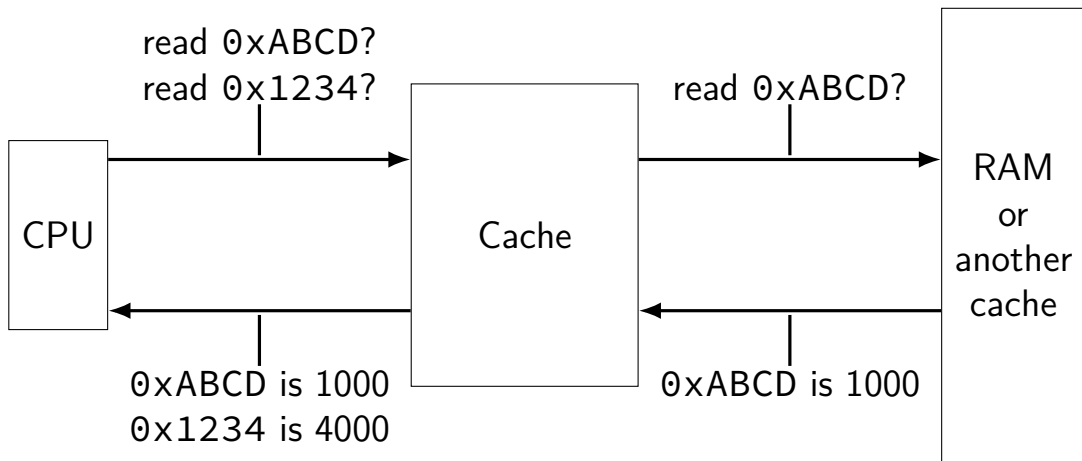 read 0xABCD?
read 0x1234?
read 0xABCD?
CPU
Cache
RAM
or
another
cache
0xABCD is 1000
0x1234 is 4000
0xABCD is 1000